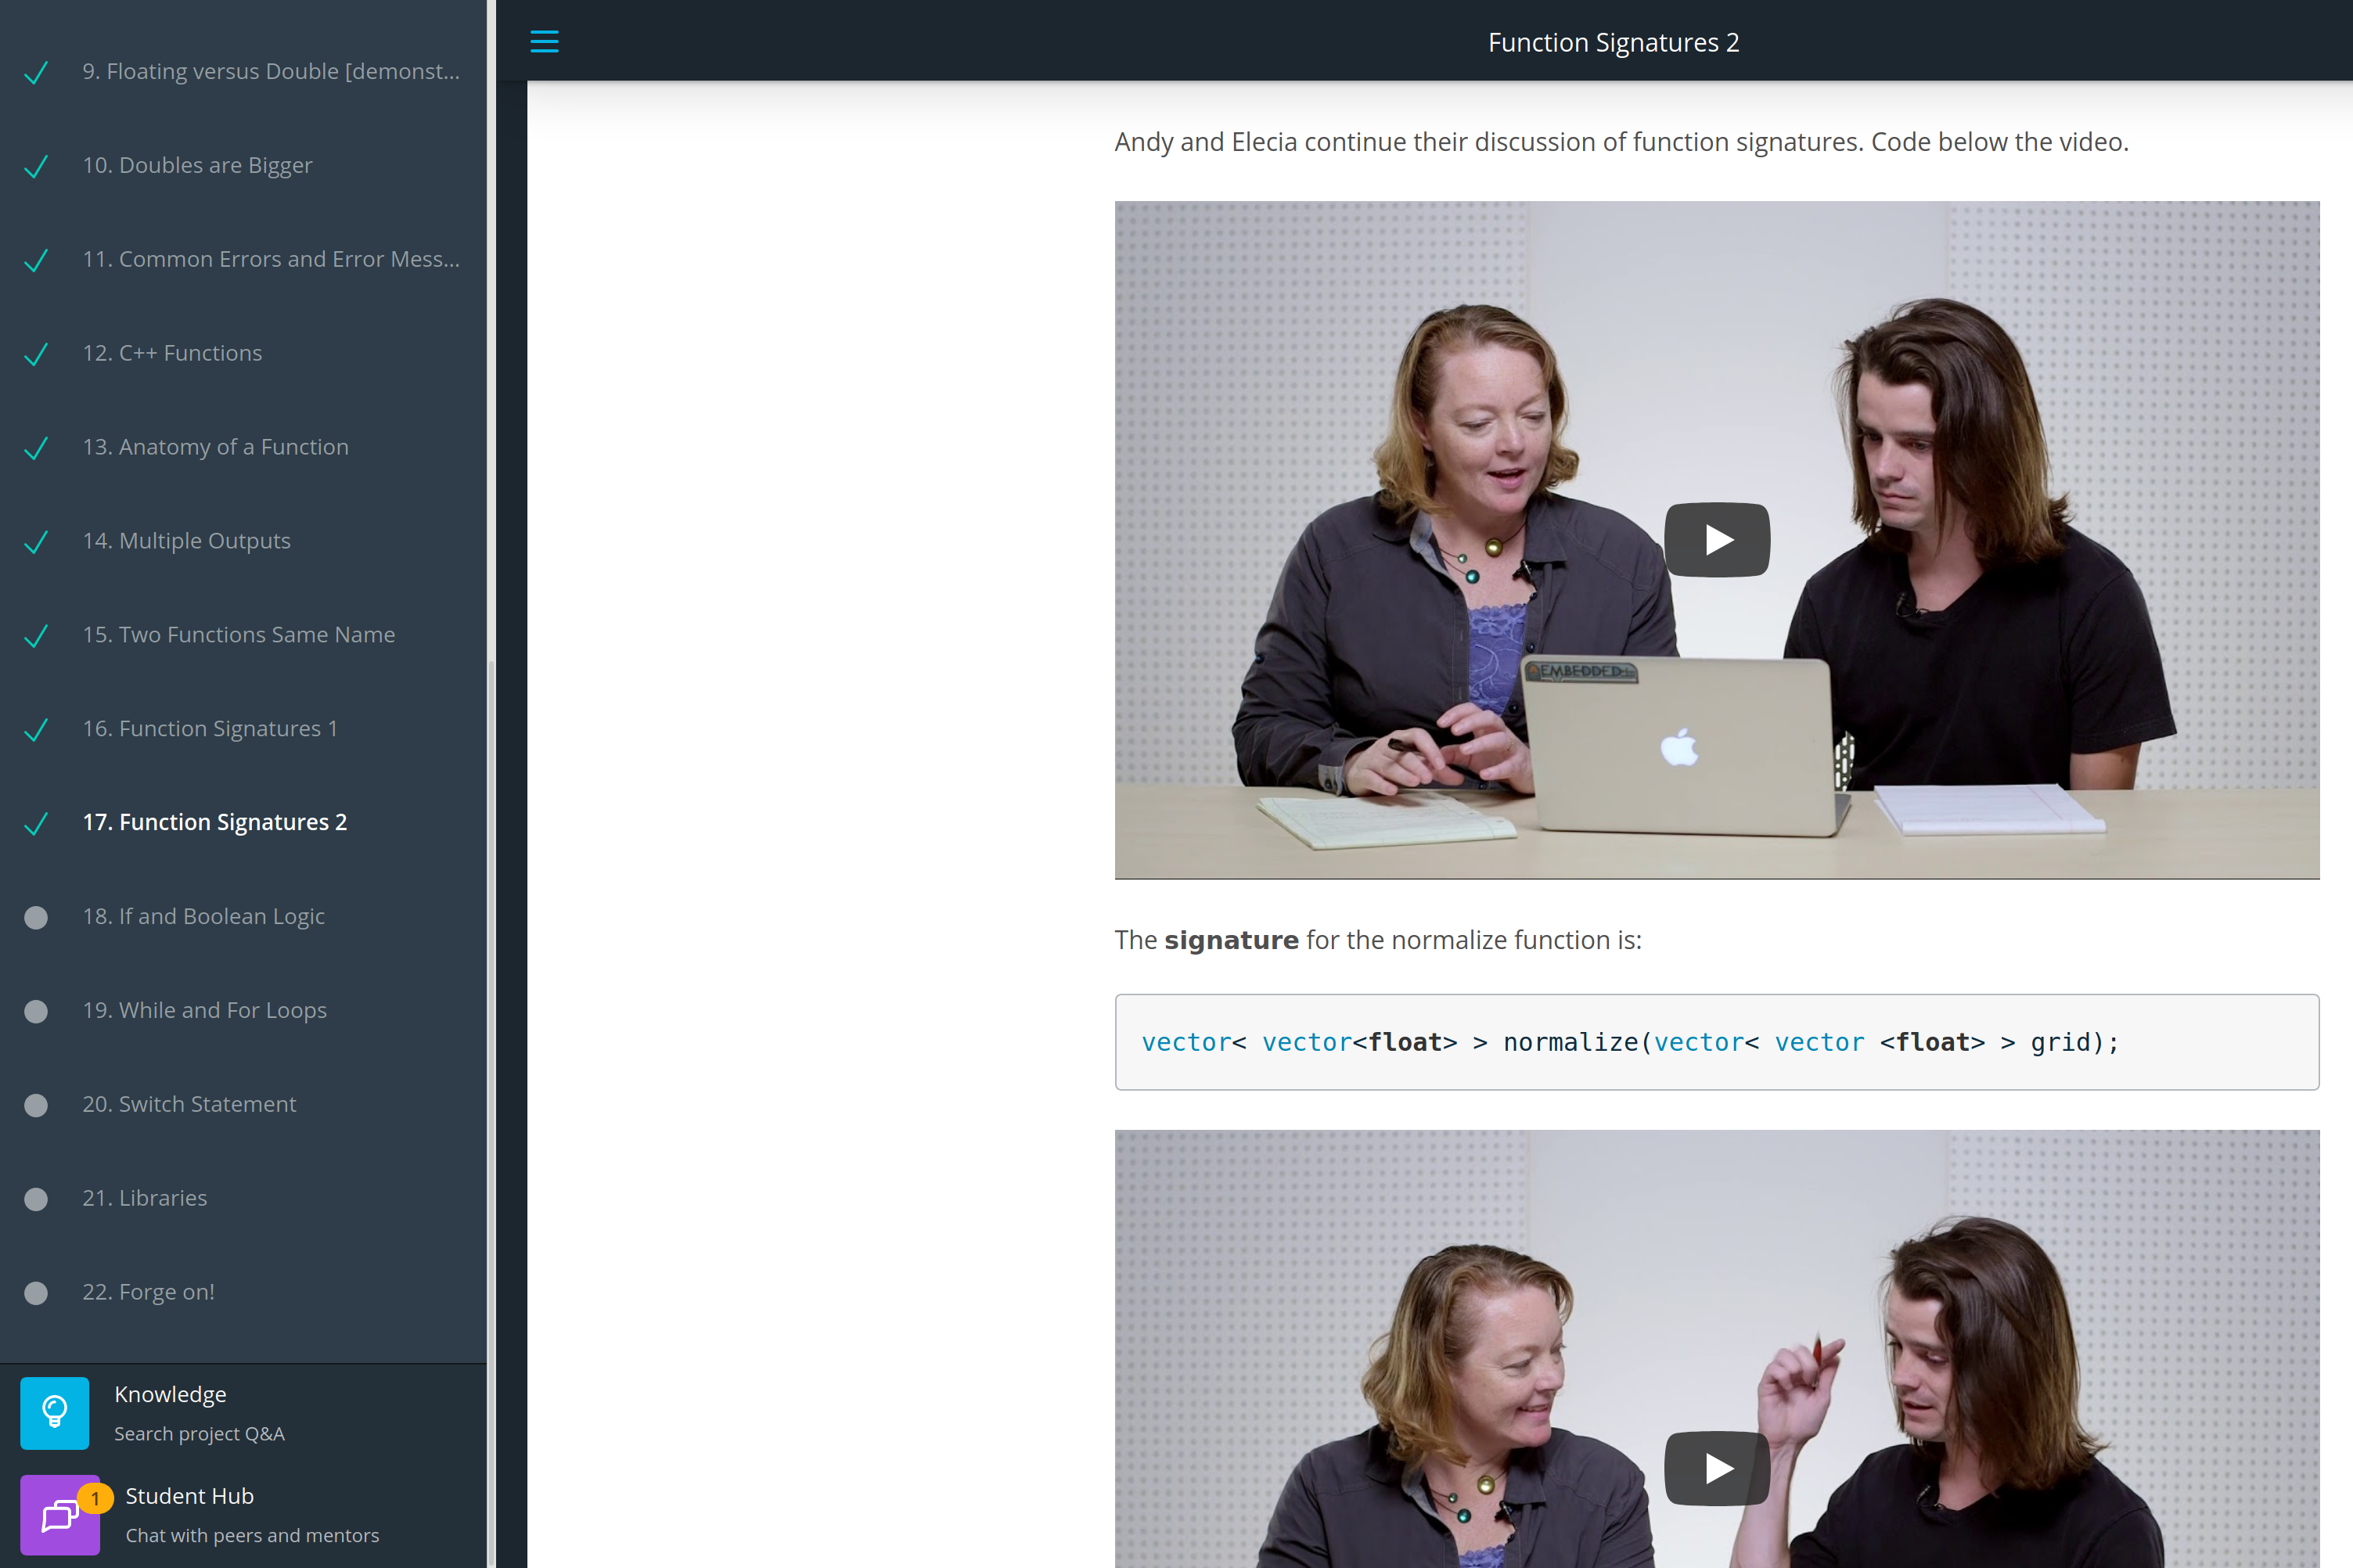 9. Floating versus Double [demonst...
10. Doubles are Bigger
11. Common Errors and Error Mess...
12. C++ Functions
13. Anatomy of a Function
14. Multiple Outputs
15. Two Functions Same Name
16. Function Signatures 1
17. Function Signatures 2
18. If and Boolean Logic
19. While and For Loops
20. Switch Statement
21. Libraries
22. Forge on!
Knowledge
Search project Q&A
1
Student Hub
Chat with peers and mentors
Function Signatures 2
Andy and Elecia continue their discussion of function signatures. Code below the video.
EMBEDDED
The signature for the normalize function is:
vector< vector<float> > normalize(vector< vector <float> > grid);